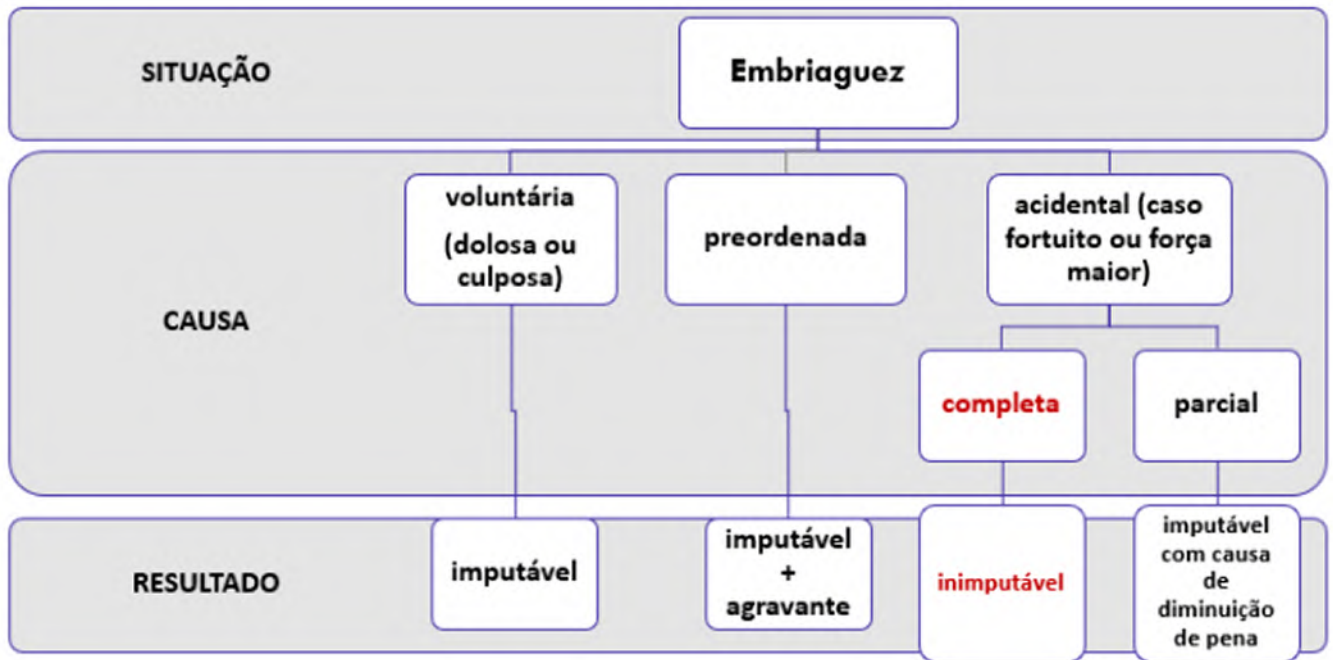 SITUAÇÃO
Embriaguez
CAUSA
voluntária
(dolosa ou
culposa)
preordenada
acidental (caso
fortuito ou força
maior)
completa
parcial
RESULTADO
imputável
imputável
+
agravante
inimputável
imputável
com causa
de
diminuição
de pena